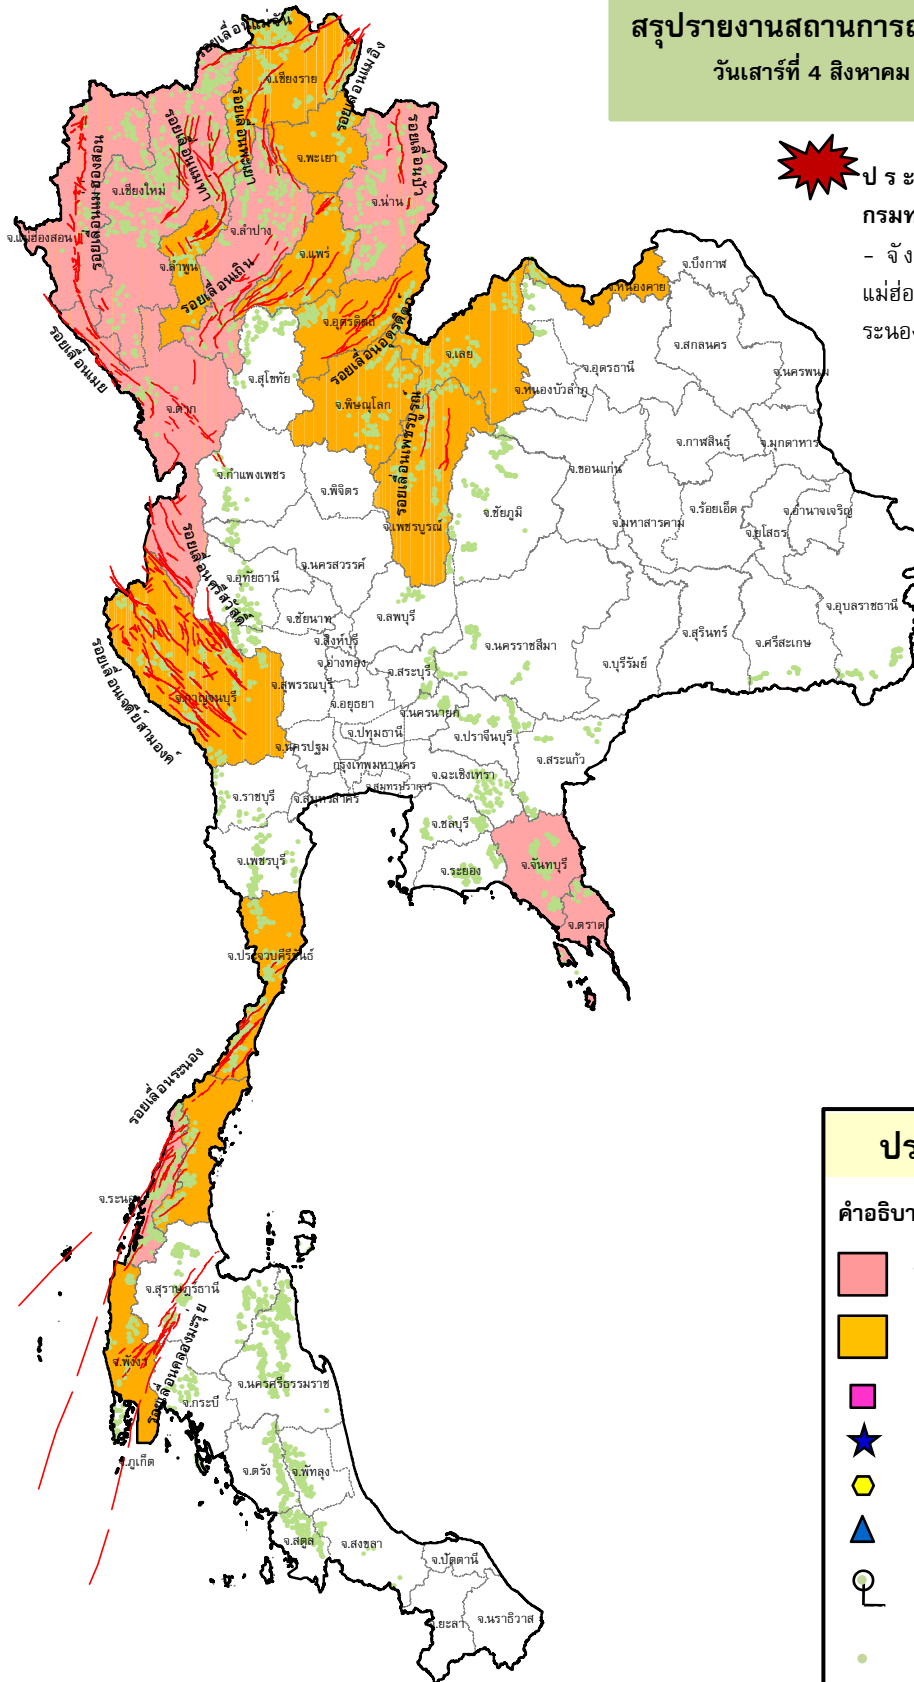 สรุปรายงานสถานการณ์
วันเสาร์ที่ 4 สิงหาคม
ป ร ะ
กรมท
- จั ง
แม่ฮ่อ
ระนอง
รอยเลื่อนแม่จัน
รอยเลื่อนแม่อิง
จ.เชียงราย
รอยเลื่อนแม่ฮ่องสอน
รอยเลื่อนแม่ทา
รอยเลื่อนพะเยา
รอยเลื่อนปัว
จ.พะเยา
จ.เชียงใหม่
จ.น่าน
จ.แม่ฮ่องสอน
จ.ลำปาง
จ.แพร่
จ.ลำพูน
รอยเลื่อนเถิน
จ.บึงกาฬ
จ.หนองคาย
จ.อุตรดิตถ์
รอยเลื่อนอุตรดิตถ์
รอยเลื่อนเมย
จ.เลย
จ.สกลนคร
จ.นครพนม
จ.สุโขทัย
จ.อุดรธานี
จ.หนองบัวลำภู
จ.ตาก
จ.พิษณุโลก
รอยเลื่อนเพชรบูรณ์
จ.กาฬสินธุ์
จ.มุกดาหาร
จ.กำแพงเพชร
จ.พิจิตร
จ.ขอนแก่น
จ.ชัยภูมิ
จ.ร้อยเอ็ด
จ.อำนาจเจริญ
จ.เพชรบูรณ์
จ.มหาสารคาม
จ.ยโสธร
รอยเลื่อนศรีสวัสดิ์
จ.นครสวรรค์
จ.อุทัยธานี
จ.ชัยนาท
จ.ลพบุรี
จ.อุบลราชธานี
จ.สิงห์บุรี
จ.นครราชสีมา
จ.สุรินทร์
จ.ศรีสะเกษ
จ.อ่างทอง
จ.สระบุรี
จ.บุรีรัมย์
รอยเลื่อนเจดีย์สามองค์
จ.กาญจนบุรี
จ.สุพรรณบุรี
จ.อยุธยา
จ.นครนายก
จ.ปทุมธานี
จ.ปราจีนบุรี
จ.นครปฐม
กรุงเทพมหานคร
จ.สระแก้ว
จ.ฉะเชิงเทรา
จ.สมุทรปราการ
จ.ราชบุรี
จ.สมุทรสาคร
จ.ชลบุรี
จ.เพชรบุรี
จ.ระยอง
จ.จันทบุรี
จ.ตราด
จ.ประจวบคีรีขันธ์
รอยเลื่อนระนอง
จ.ระนอง
จ.สุราษฎร์ธานี
รอยเลื่อนคลองมะรุ่ย
จ.พังงา
จ.นครศรีธรรมราช
จ.กระบี่
จ.ภูเก็ต
จ.ตรัง
จ.พัทลุง
จ.สตูล
จ.สงขลา
จ.ปัตตานี
จ.ยะลา
จ.นราธิวาส
ประ
คำอธิบาย